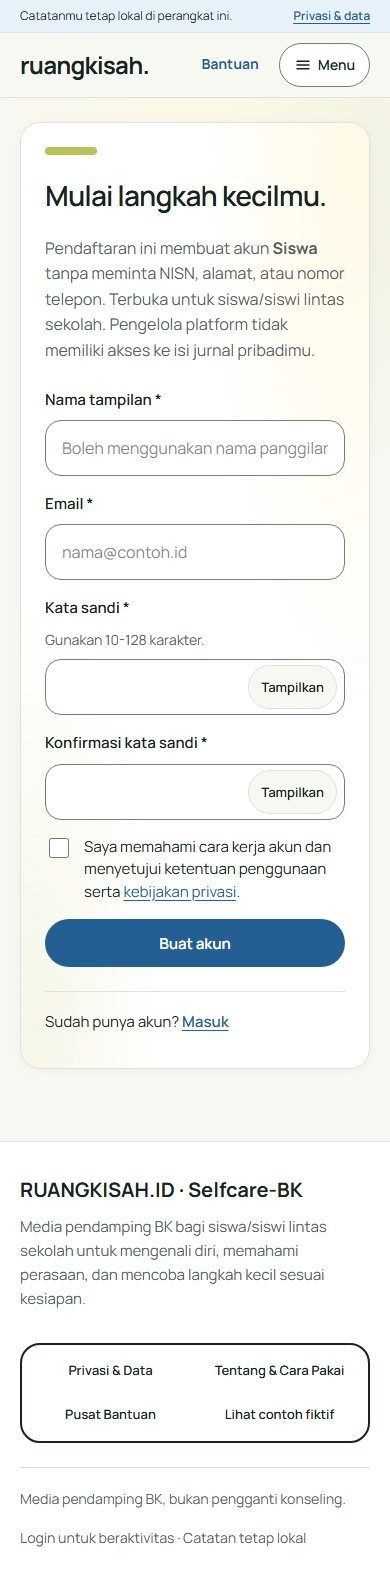 Catatanmu tetap lokal di perangkat ini.
Privasi & data
ruangkisah.
Bantuan
Menu
Mulai langkah kecilmu.
Pendaftaran ini membuat akun Siswa
tanpa meminta NISN, alamat, atau nomor
telepon. Terbuka untuk siswa/siswi lintas
sekolah. Pengelola platform tidak
memiliki akses ke isi jurnal pribadimu.
Nama tampilan *
Boleh menggunakan nama panggilan
Email *
nama@contoh.id
Kata sandi *
Gunakan 10-128 karakter.
Tampilkan
Konfirmasi kata sandi *
Tampilkan
Saya memahami cara kerja akun dan
menyetujui ketentuan penggunaan
serta kebijakan privasi.
Buat akun
Sudah punya akun? Masuk
RUANGKISAH.ID · Selfcare-BK
Media pendamping BK bagi siswa/siswi lintas
sekolah untuk mengenali diri, memahami
perasaan, dan mencoba langkah kecil sesuai
kesiapan.
Privasi & Data
Tentang & Cara Pakai
Pusat Bantuan
Lihat contoh fiktif
Media pendamping BK, bukan pengganti konseling.
Login untuk beraktivitas · Catatan tetap lokal